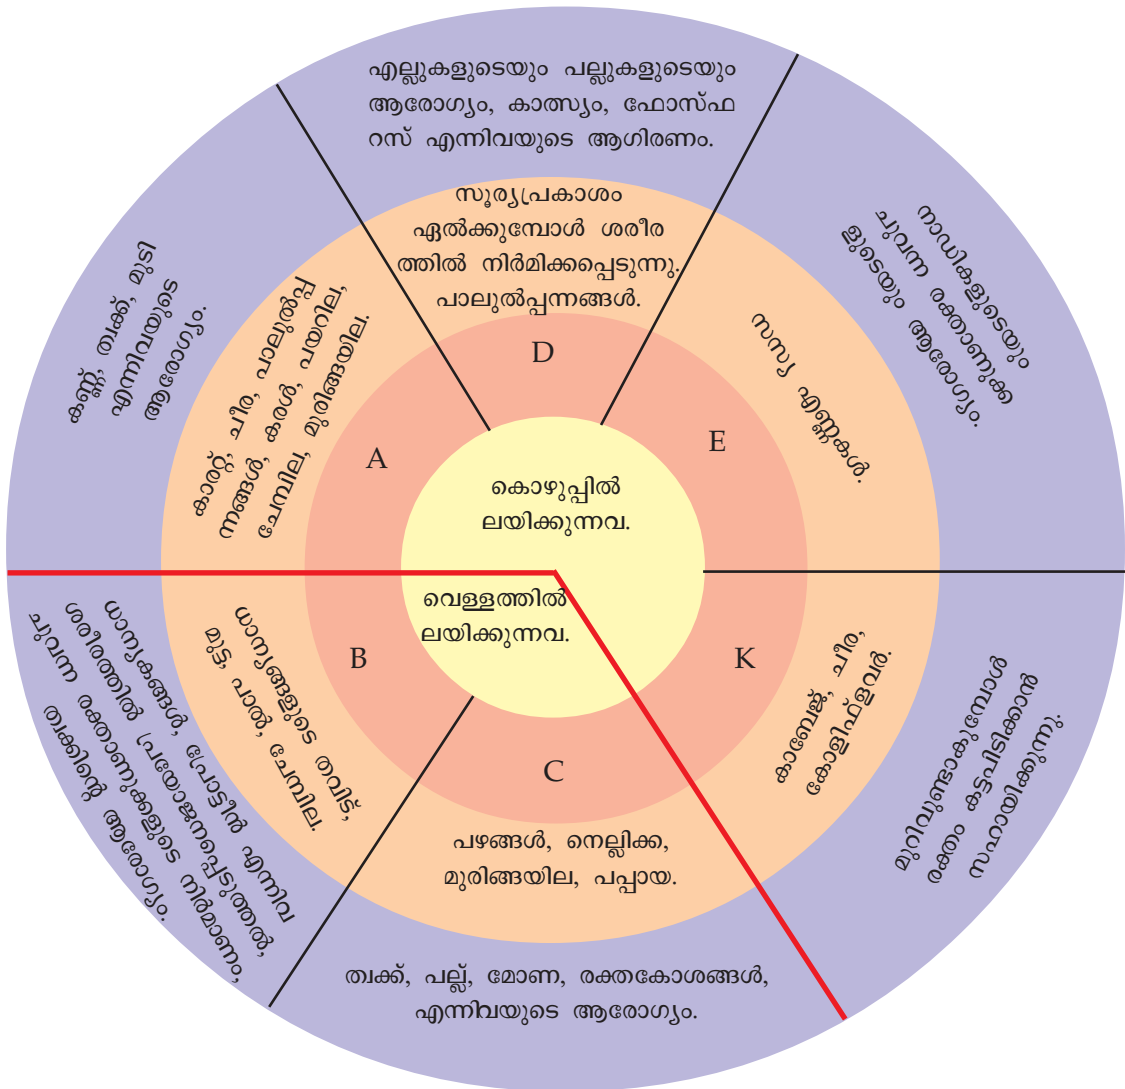 എല്ലുകളുടെയും പല്ലുകളുടെയും
ആരോഗ്യം, കാത്സ്യം, ഫോസ്ഫ
റസ് എന്നിവയുടെ ആഗിരണം.
സൂര്യപ്രകാശം
ഏൽക്കുമ്പോൾ ശരീര
ത്തിൽ നിർമിക്കപ്പെടുന്നു.
പാലുൽപ്പന്നങ്ങൾ.
D
നാഡികളുടെയും
ചുവന്ന രക്താണുക്ക
ളുടെയും ആരോഗ്യം.
സസ്യ എണ്ണകൾ.
E
കണ്ണ്, ത്വക്ക്, മുടി
എന്നിവയുടെ
ആരോഗ്യം.
കാരറ്റ്, ചീര, പാലുൽപ്പ
ന്നങ്ങൾ, കരൾ, പയറില,
ചേമ്പില, മുരിങ്ങയില.
A
കൊഴുപ്പിൽ
ലയിക്കുന്നവ.
വെള്ളത്തിൽ
ലയിക്കുന്നവ.
B
ധാന്യങ്ങളുടെ തവിട്,
മുട്ട, പാൽ, ചേമ്പില.
ധാന്യകങ്ങൾ, പ്രോട്ടീൻ എന്നിവ
ശരീരത്തിൽ പ്രയോജനപ്പെടുത്തൽ,
ചുവന്ന രക്താണുക്കളുടെ നിർമാണം,
ത്വക്കിന്റെ ആരോഗ്യം.
K
കാബേജ്, ചീര,
കോളിഫ്ളവർ.
മുറിവുണ്ടാകുമ്പോൾ
രക്തം കട്ടപിടിക്കാൻ
സഹായിക്കുന്നു.
C
പഴങ്ങൾ, നെല്ലിക്ക,
മുരിങ്ങയില, പപ്പായ.
ത്വക്ക്, പല്ല്, മോണ, രക്തകോശങ്ങൾ,
എന്നിവയുടെ ആരോഗ്യം.